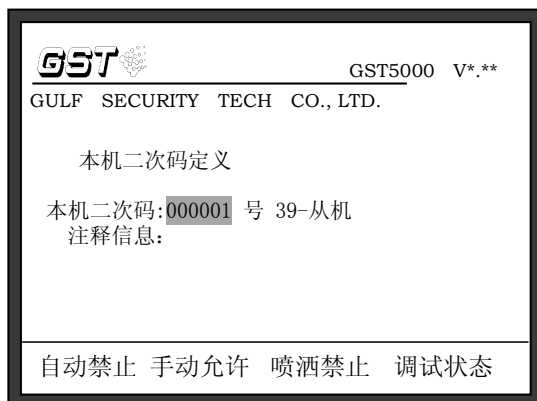 GST
GST5000 V*.**
GULF SECURITY TECH CO., LTD.
本机二次码定义
本机二次码:000001 号 39-从机
注释信息:
自动禁止 手动允许 喷洒禁止 调试状态